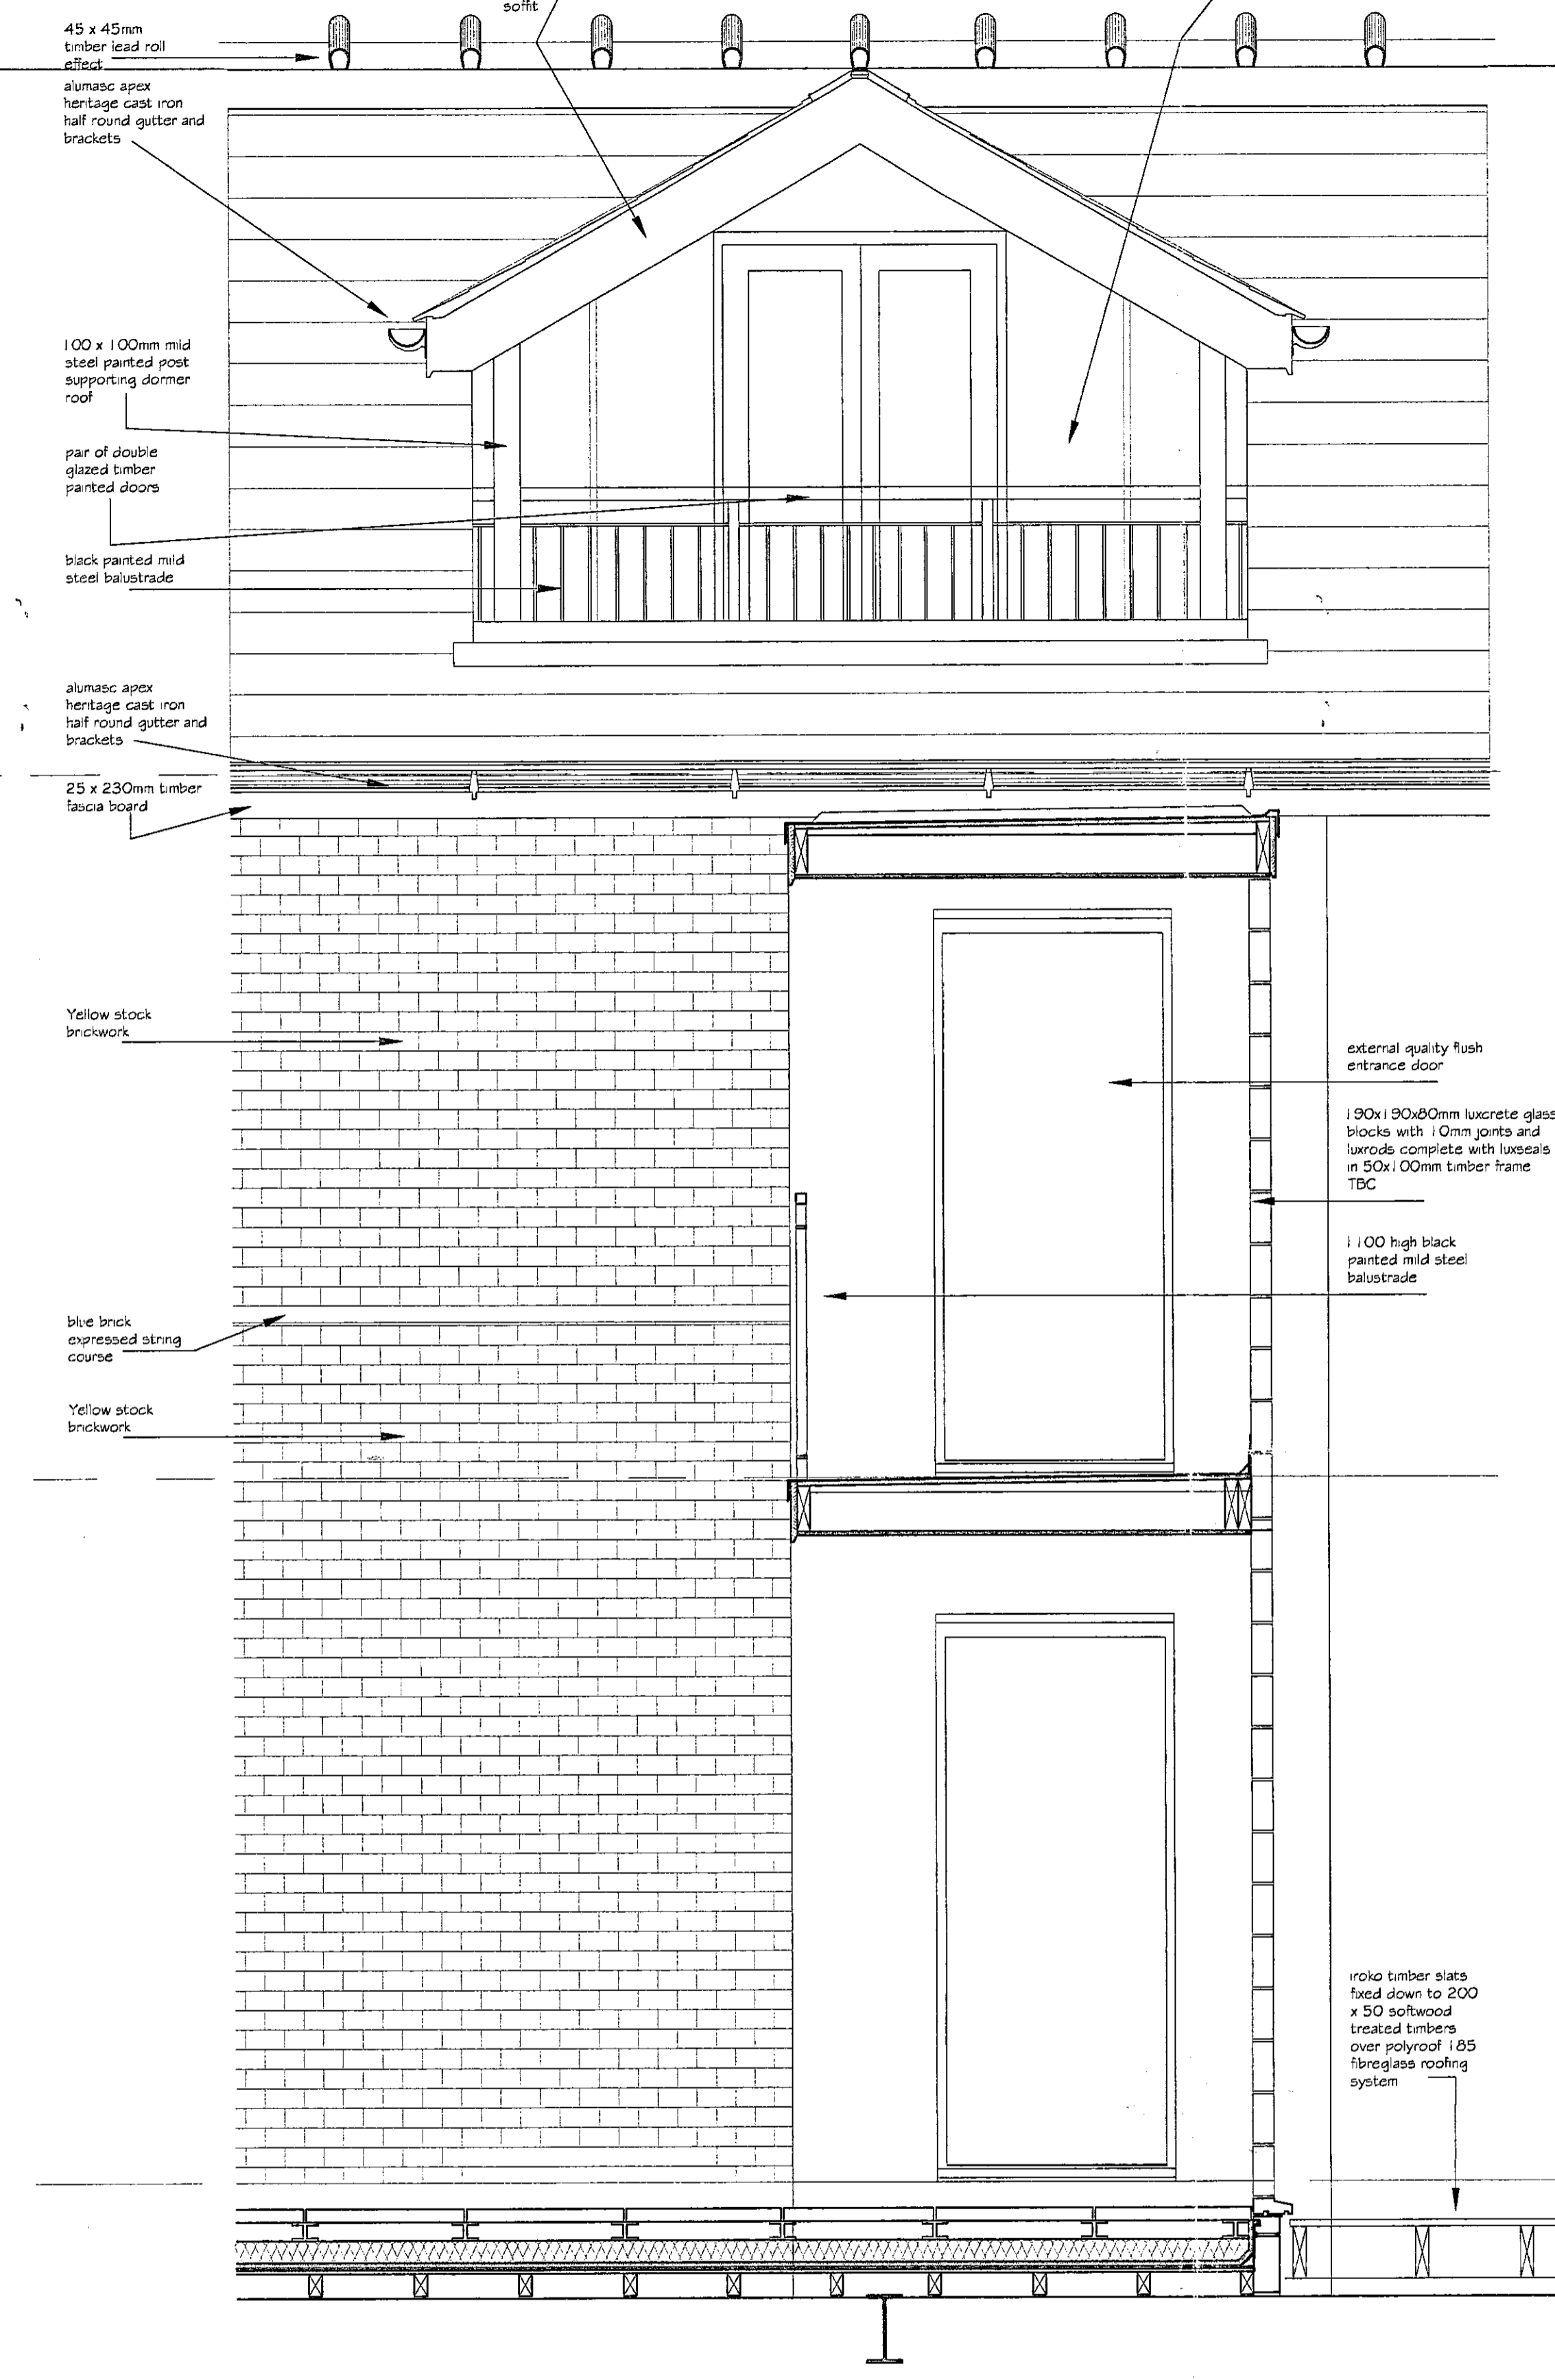 soffit
45 x 45mm
timber lead roll
effect
alumasc apex
heritage cast iron
half round gutter and
brackets
100 x 100mm mild
steel painted post
supporting dormer
roof
pair of double
glazed timber
painted doors
black painted mild
steel balustrade
alumasc apex
heritage cast iron
half round gutter and
brackets
25 x 230mm timber
fascia board
Yellow stock
brickwork
external quality flush
entrance door
190x190x80mm luxcrete glass
blocks with 10mm joints and
luxrods complete with luxseals
in 50x100mm timber frame
TBC
1100 high black
painted mild steel
balustrade
blue brick
expressed string
course
Yellow stock
brickwork
iroko timber slats
fixed down to 200
x 50 softwood
treated timbers
over polyroof 185
fibreglass roofing
system